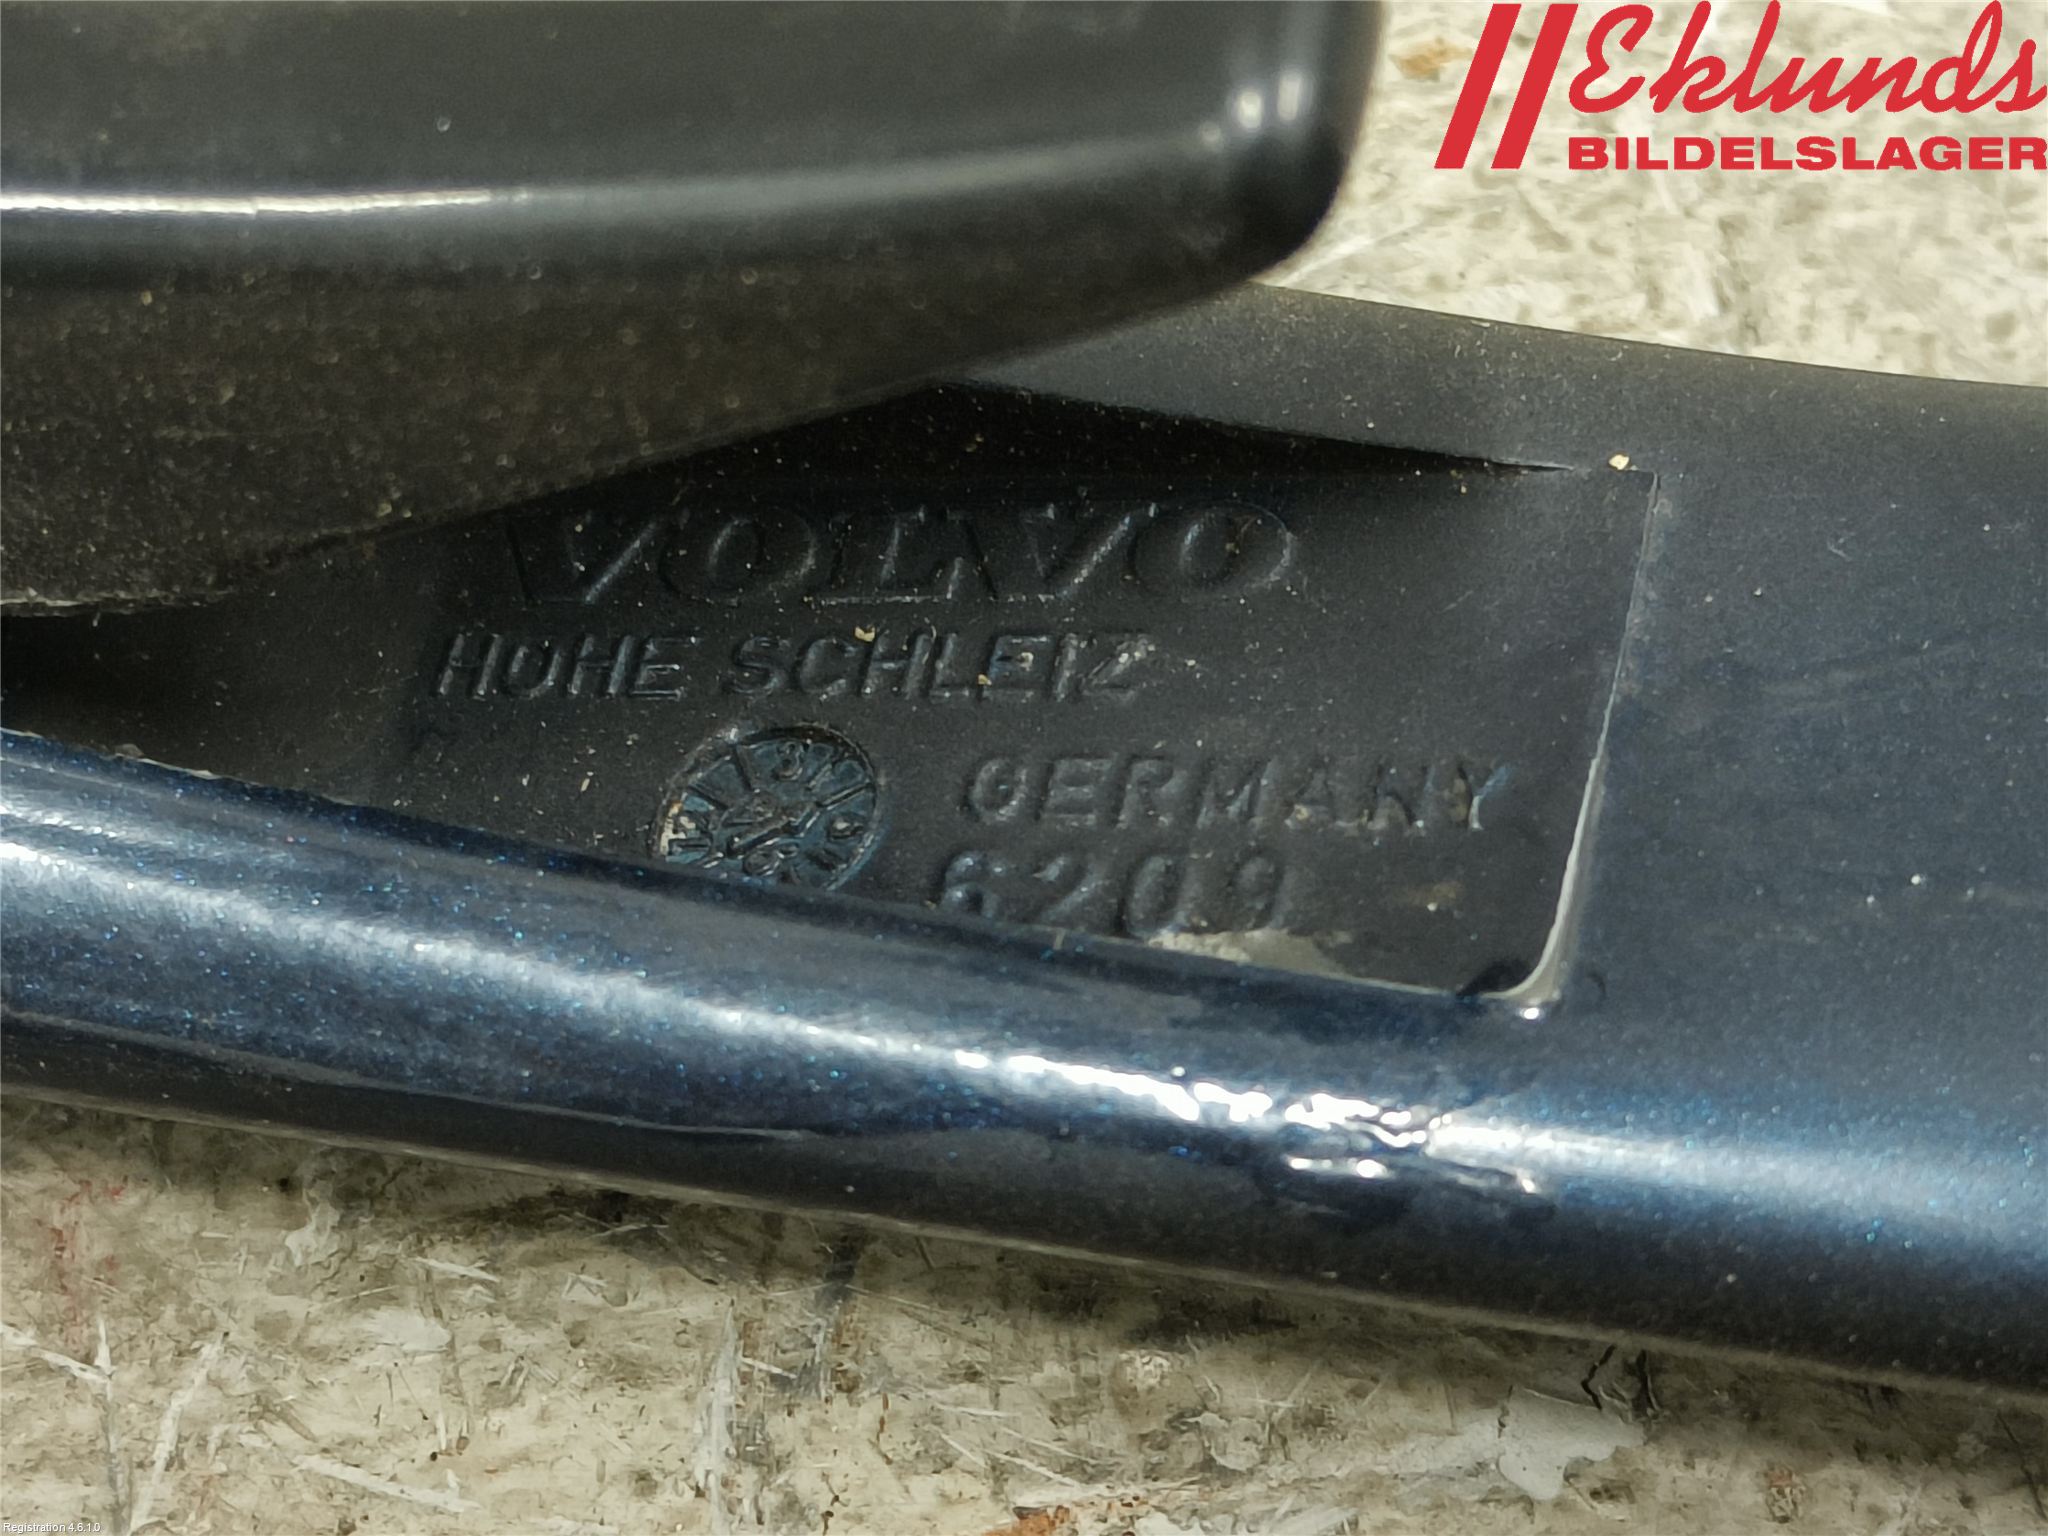 Eklunds
BILDELSLAGER
VOLVO
HOHE SCHLEIZ
GERMANY
6209
Registration 4.6.1.0